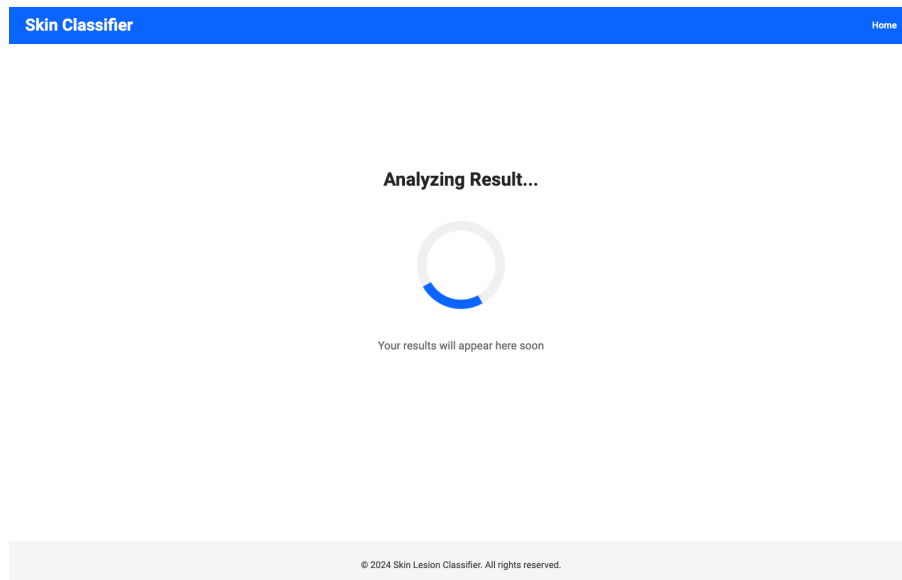 Skin Classifier
Home
Analyzing Result...
Your results will appear here soon
© 2024 Skin Lesion Classifier. All rights reserved.